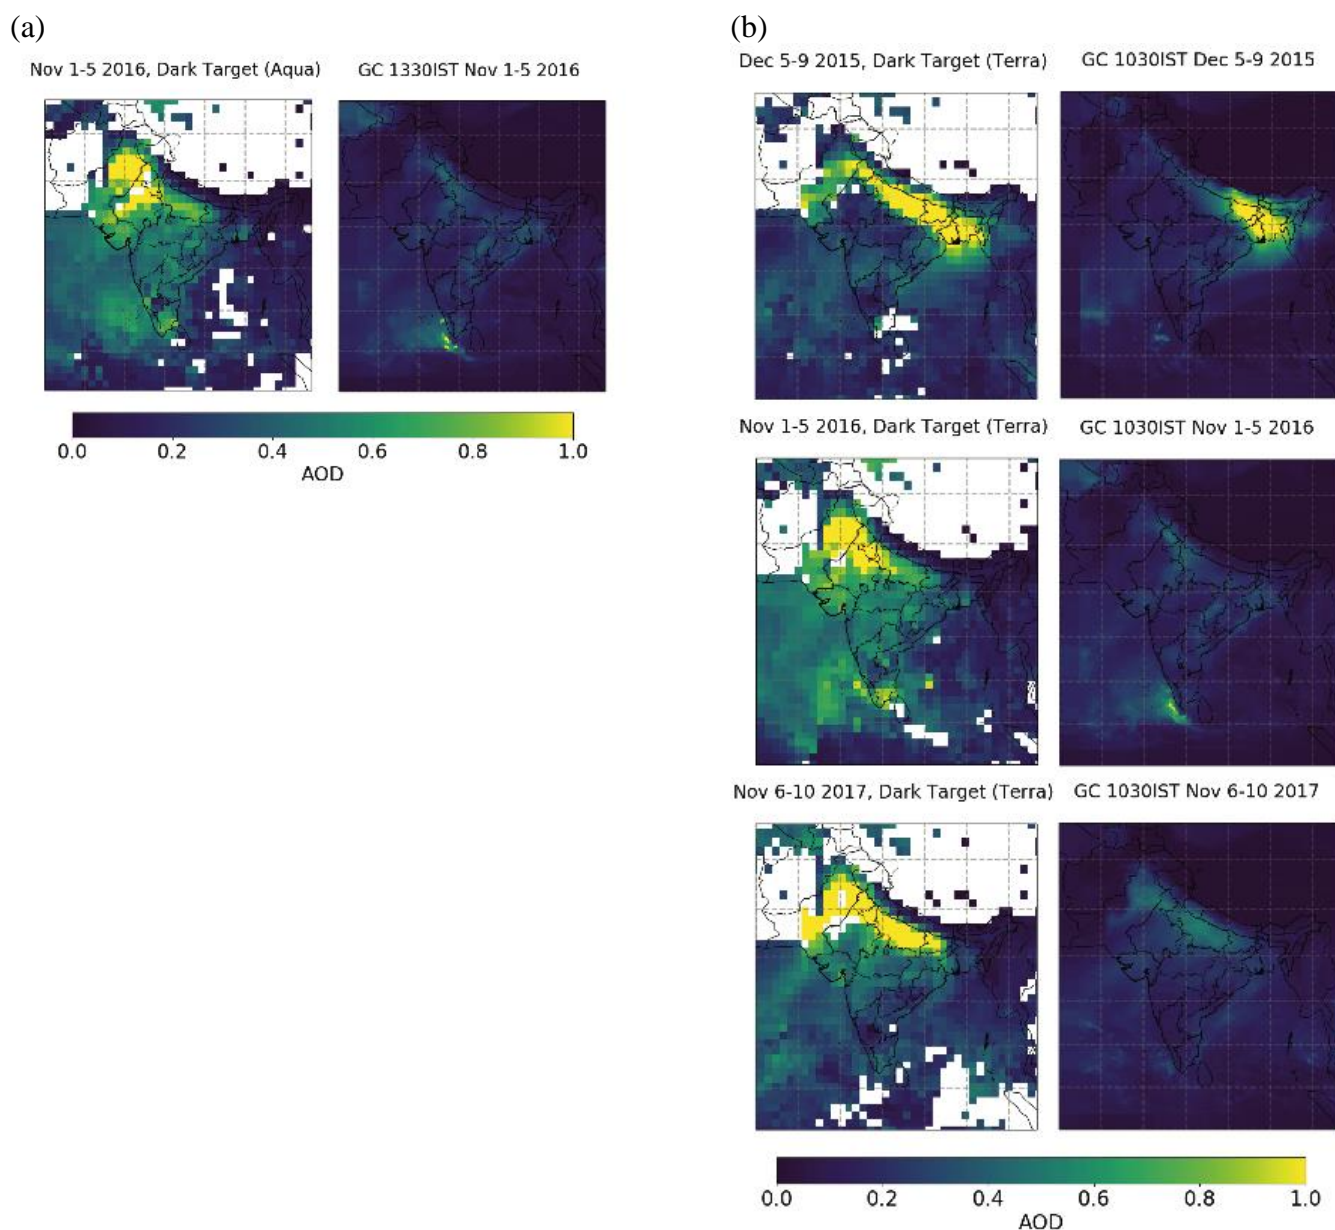 (a)
Nov 1-5 2016, Dark Target (Aqua)
GC 1330IST Nov 1-5 2016
0.0 0.2 0.4 0.6 0.8 1.0
AOD
(b)
Dec 5-9 2015, Dark Target (Terra)
GC 1030IST Dec 5-9 2015
Nov 1-5 2016, Dark Target (Terra)
GC 1030IST Nov 1-5 2016
Nov 6-10 2017, Dark Target (Terra)
GC 1030IST Nov 6-10 2017
0.0 0.2 0.4 0.6 0.8 1.0
AOD